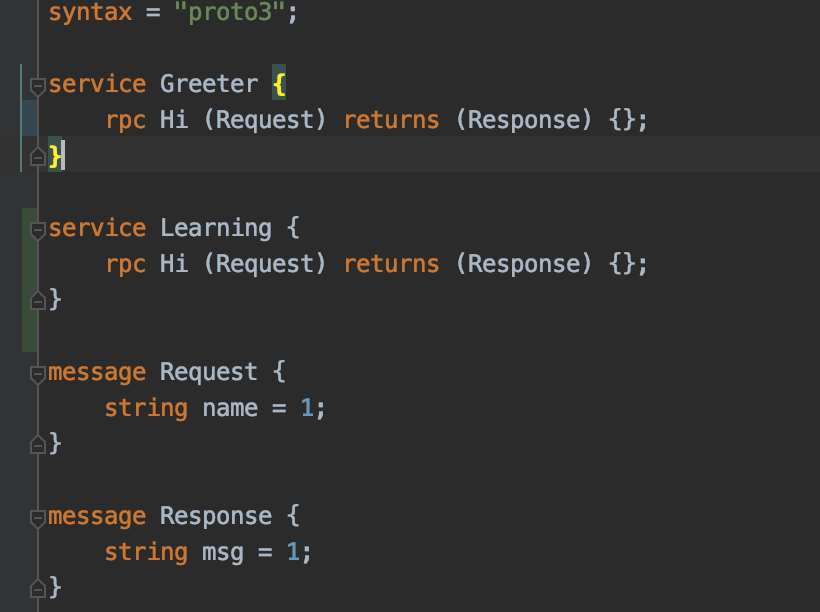 syntax = "proto3";
service Greeter {
rpc Hi (Request) returns (Response) {};
}
service Learning {
rpc Hi (Request) returns (Response) {};
}
message Request {
string name = 1;
}
message Response {
string msg = 1;
}